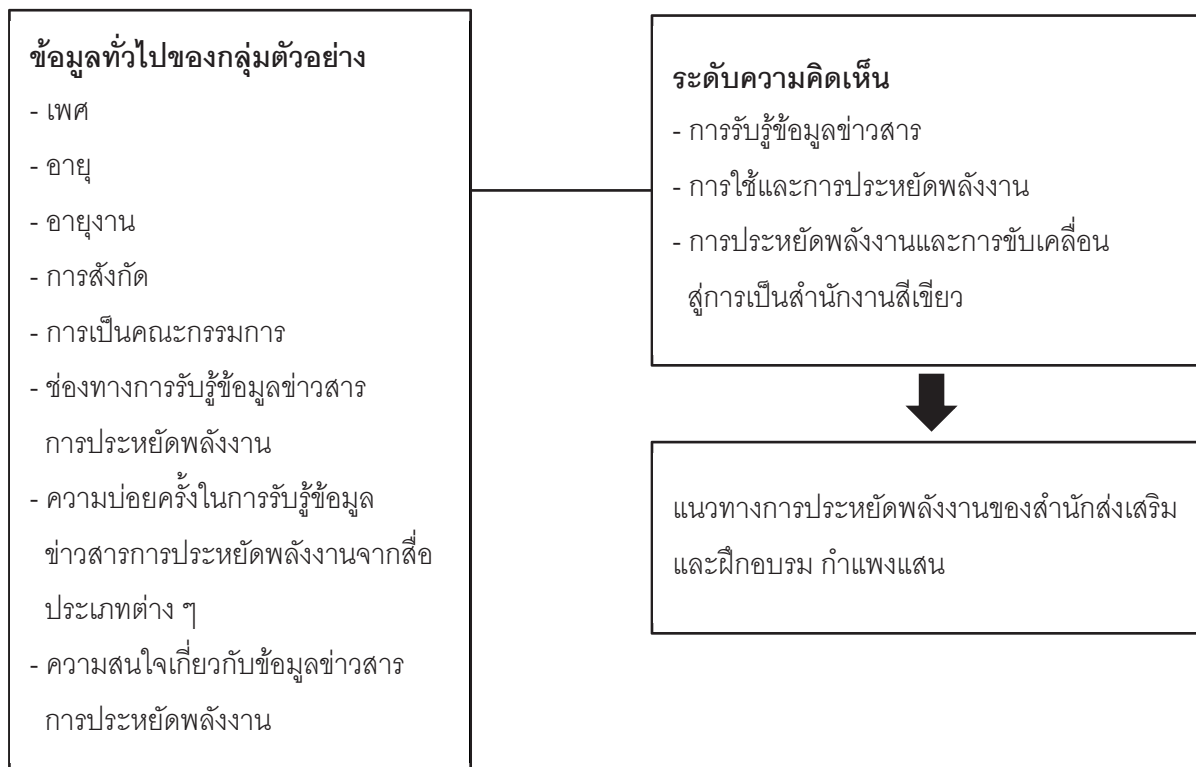 ข้อมูลทั่วไปของกลุ่มตัวอย่าง
- เพศ
- อายุ
- อายุงาน
- การสังกัด
- การเป็นคณะกรรมการ
- ช่องทางการรับรู้ข้อมูลข่าวสาร
การประหยัดพลังงาน
- ความบ่อยครั้งในการรับรู้ข้อมูล
ข่าวสารการประหยัดพลังงานจากสื่อ
ประเภทต่าง ๆ
- ความสนใจเกี่ยวกับข้อมูลข่าวสาร
การประหยัดพลังงาน
ระดับความคิดเห็น
- การรับรู้ข้อมูลข่าวสาร
- การใช้และการประหยัดพลังงาน
- การประหยัดพลังงานและการขับเคลื่อน
สู่การเป็นสำนักงานสีเขียว
แนวทางการประหยัดพลังงานของสำนักส่งเสริม
และฝึกอบรม กำแพงแสน